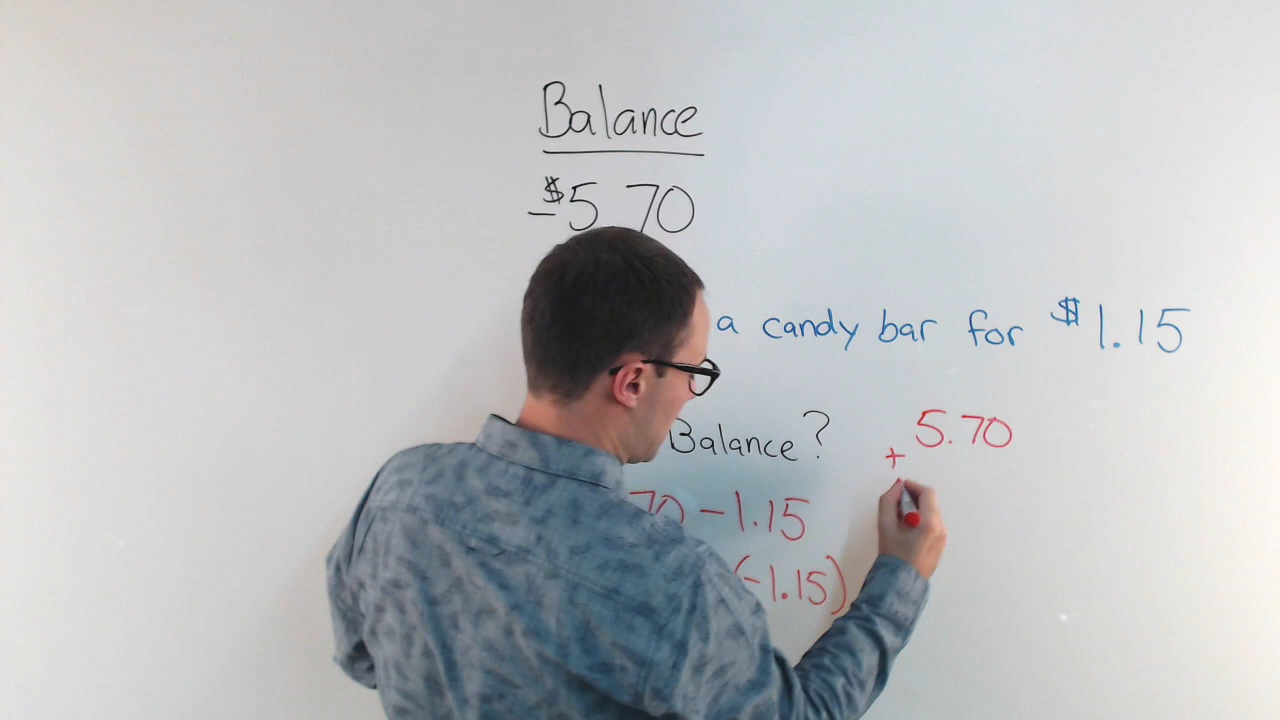 Balance
-$5.70
a candy bar for $1.15
Balance?
70 -1.15
(-1.15)
5.70
+